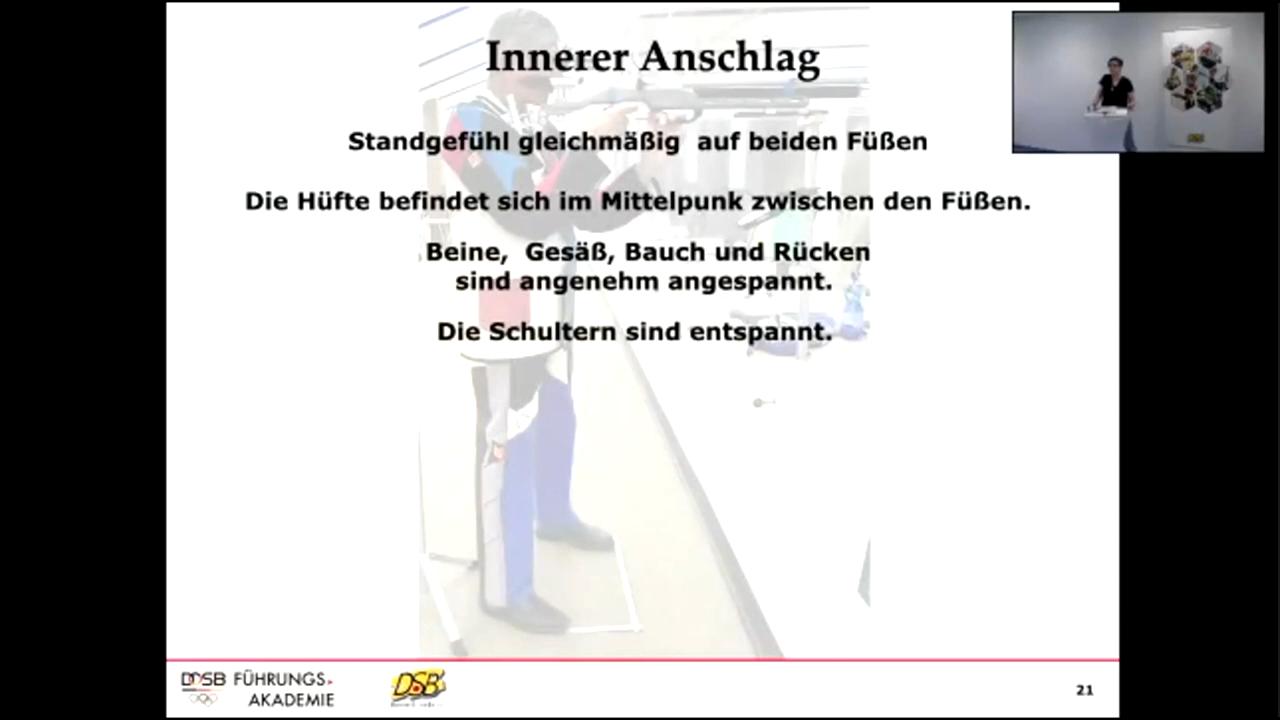 Innerer Anschlag
Standgefühl gleichmäßig auf beiden Füßen
Die Hüfte befindet sich im Mittelpunk zwischen den Füßen.
Beine, Gesäß, Bauch und Rücken
sind angenehm angespannt.
Die Schultern sind entspannt.
DOSB FÜHRUNGS
AKADEMIE
DSB
21